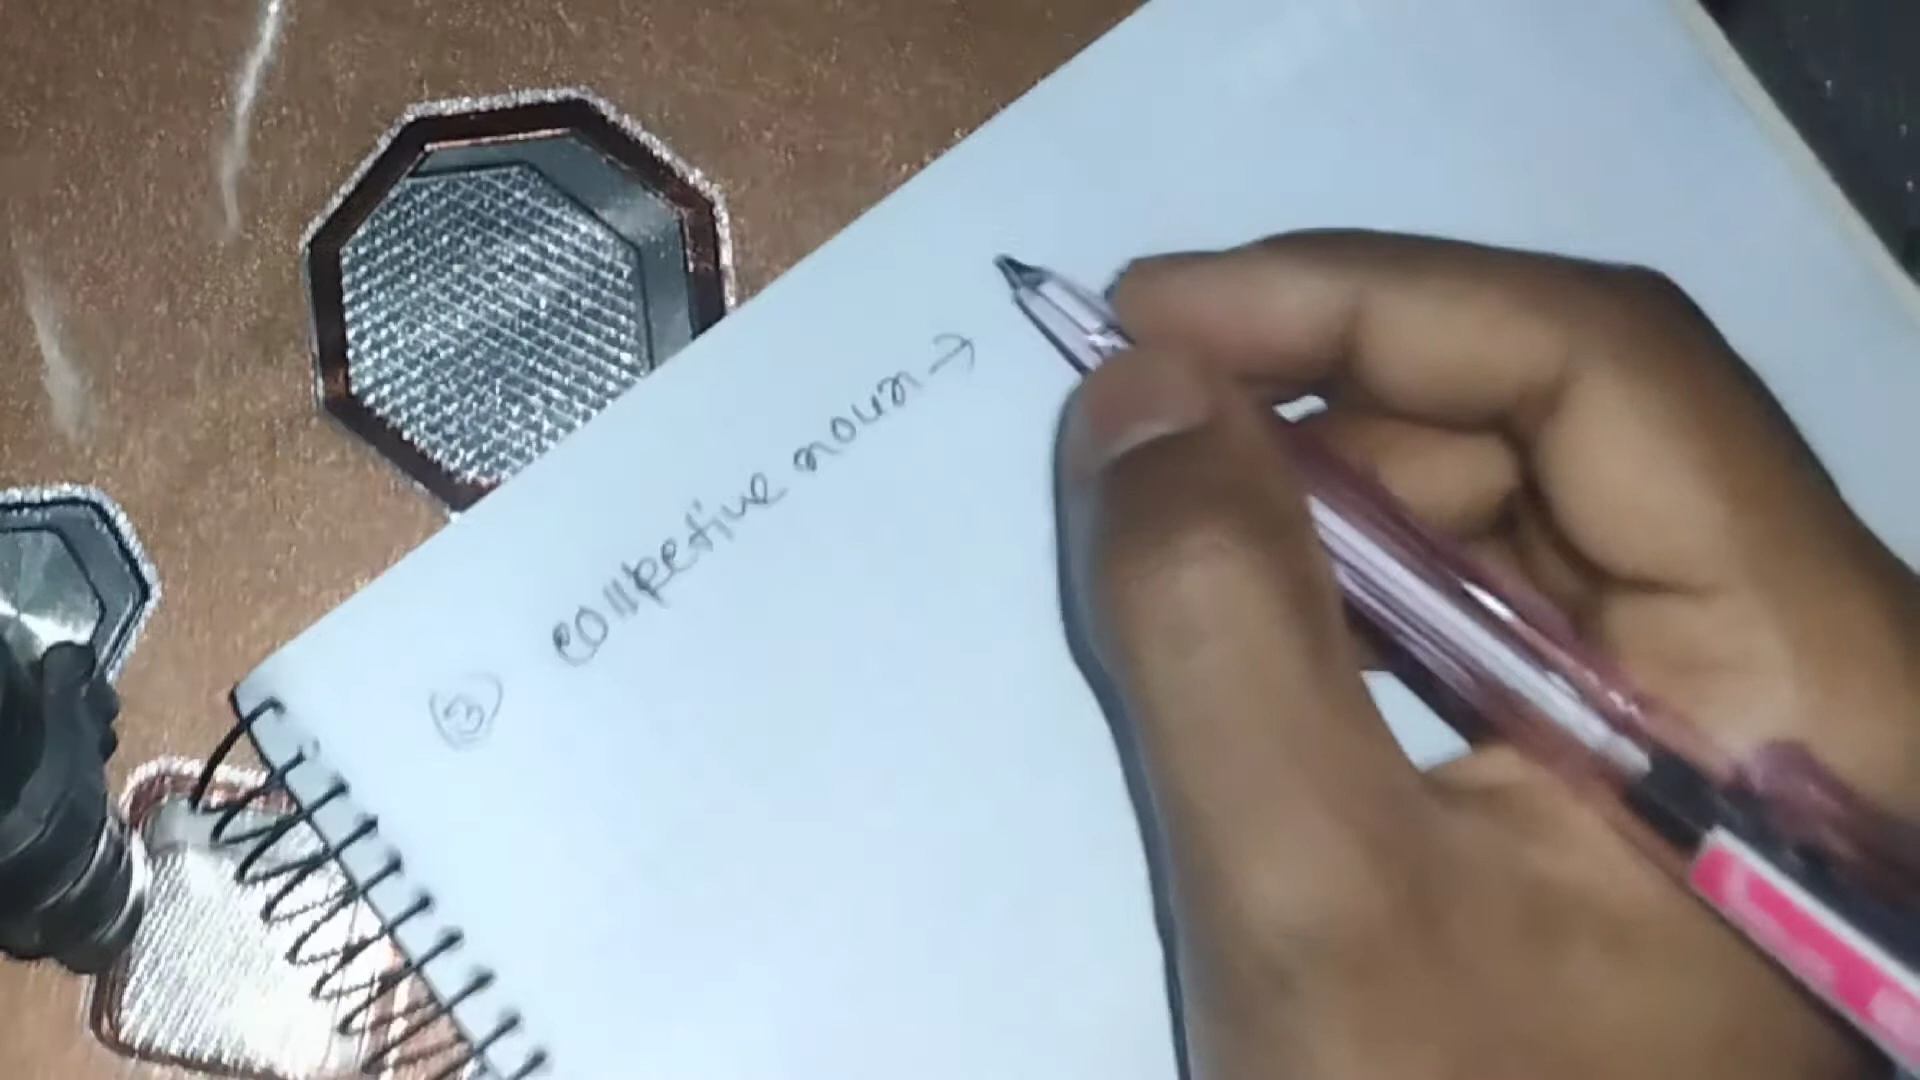 ③ collpetive noun →